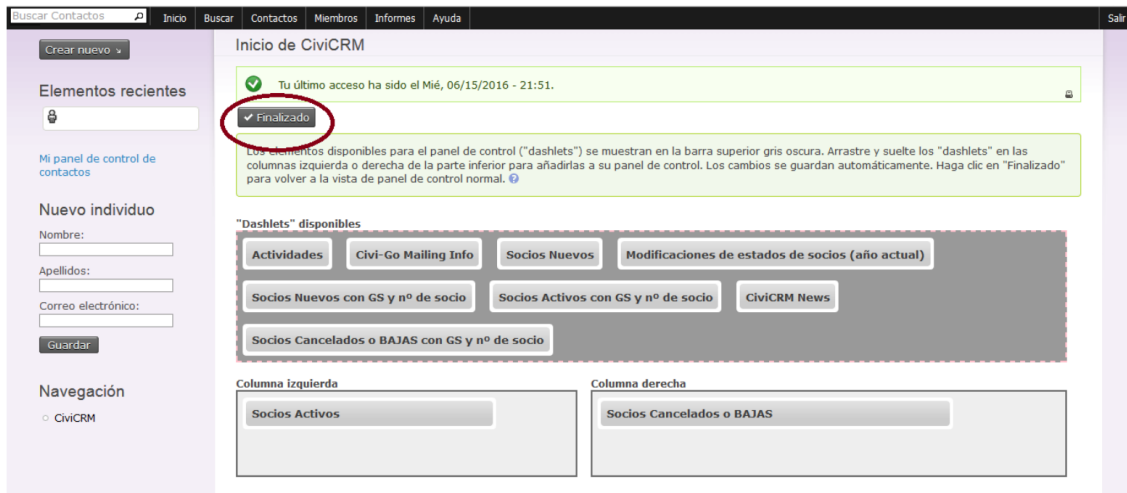 Buscar Contactos Inicio Buscar Contactos Miembros Informes Ayuda Salir
Crear nuevo
Elementos recientes
Mi panel de control de
contactos
Nuevo individuo
Nombre:
Apellidos:
Correo electrónico:
Guardar
Navegación
CiviCRM
Inicio de CiviCRM
Tu último acceso ha sido el Mié, 06/15/2016 - 21:51.
Finalizado
Los elementos disponibles para el panel de control ("dashlets") se muestran en la barra superior gris oscura. Arrastre y suelte los "dashlets" en las
columnas izquierda o derecha de la parte inferior para añadirlas a su panel de control. Los cambios se guardan automáticamente. Haga clic en "Finalizado"
para volver a la vista de panel de control normal.
"Dashlets" disponibles
Actividades Civi-Go Mailing Info Socios Nuevos Modificaciones de estados de socios (año actual)
Socios Nuevos con GS y nº de socio Socios Activos con GS y nº de socio CiviCRM News
Socios Cancelados o BAJAS con GS y nº de socio
Columna izquierda Columna derecha
Socios Activos Socios Cancelados o BAJAS